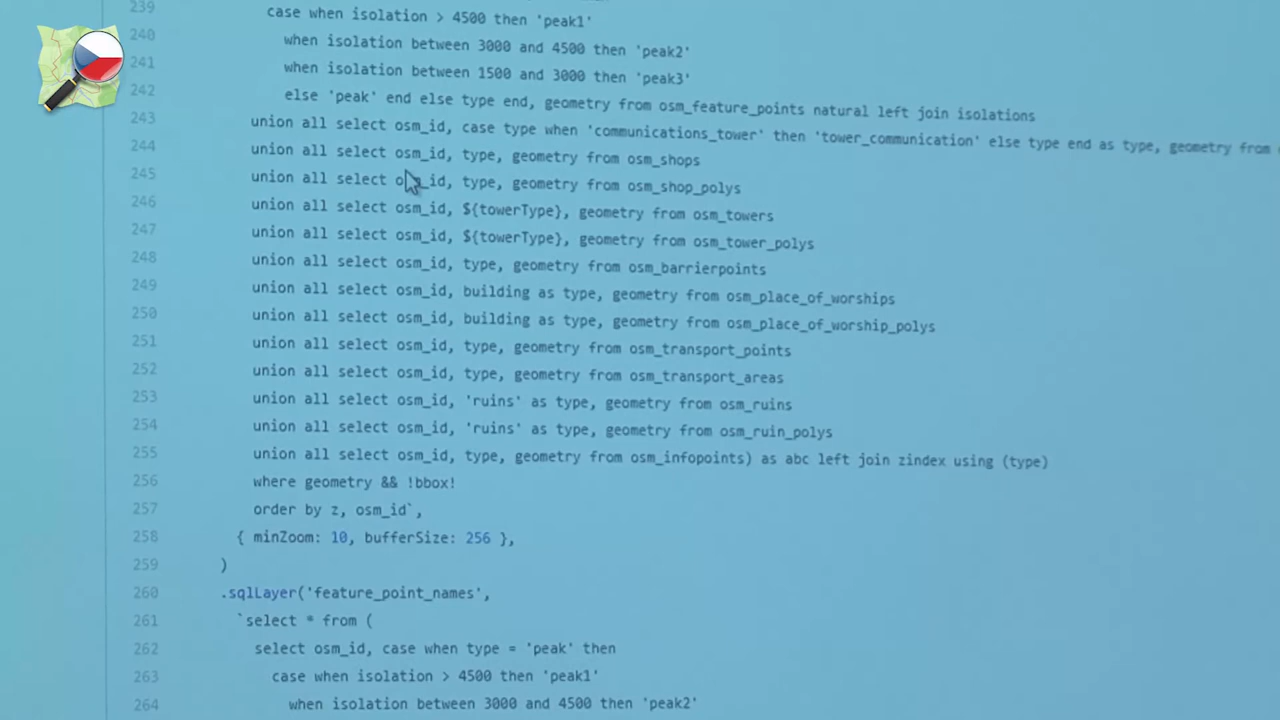 239 case when isolation > 4500 then 'peak1'
240 when isolation between 3000 and 4500 then 'peak2'
241 when isolation between 1500 and 3000 then 'peak3'
242 else 'peak' end else type end, geometry from osm_feature_points natural left join isolations
243 union all select osm_id, case type when 'communications_tower' then 'tower_communication' else type end as type, geometry from
244 union all select osm_id, type, geometry from osm_shops
245 union all select osm_id, type, geometry from osm_shop_polys
246 union all select osm_id, ${towerType}, geometry from osm_towers
247 union all select osm_id, ${towerType}, geometry from osm_tower_polys
248 union all select osm_id, type, geometry from osm_barrierpoints
249 union all select osm_id, building as type, geometry from osm_place_of_worships
250 union all select osm_id, building as type, geometry from osm_place_of_worship_polys
251 union all select osm_id, type, geometry from osm_transport_points
252 union all select osm_id, type, geometry from osm_transport_areas
253 union all select osm_id, 'ruins' as type, geometry from osm_ruins
254 union all select osm_id, 'ruins' as type, geometry from osm_ruin_polys
255 union all select osm_id, type, geometry from osm_infopoints) as abc left join zindex using (type)
256 where geometry && !bbox!
257 order by z, osm_id`,
258 { minZoom: 10, bufferSize: 256 },
259 )
260 .sqlLayer('feature_point_names',
261 `select * from (
262 select osm_id, case when type = 'peak' then
263 case when isolation > 4500 then 'peak1'
264 when isolation between 3000 and 4500 then 'peak2'